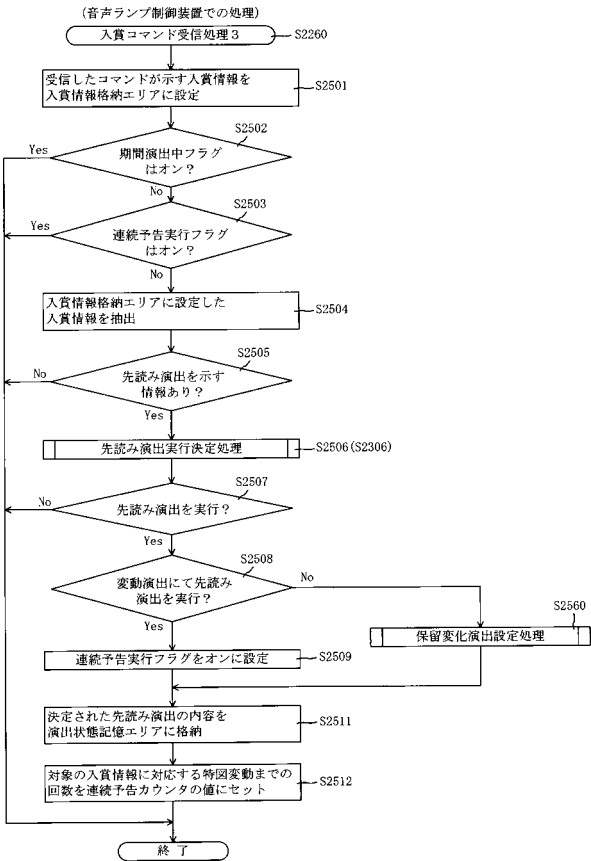 (音声ランプ制御装置での処理)
入賞コマンド受信処理3
S2260
受信したコマンドが示す入賞情報を
入賞情報格納エリアに設定
S2501
S2502
Yes
期間演出中フラグ
はオン?
No
S2503
Yes
連続予告実行フラグ
はオン?
No
入賞情報格納エリアに設定した
入賞情報を抽出
S2504
S2505
No
先読み演出を示す
情報あり?
Yes
先読み演出実行決定処理
S2506(S2306)
S2507
No
先読み演出を実行?
Yes
S2508
変動演出にて先読み
演出を実行?
No
Yes
S2560
保留変化演出設定処理
連続予告実行フラグをオンに設定
S2509
決定された先読み演出の内容を
演出状態記憶エリアに格納
S2511
対象の入賞情報に対応する特図変動までの
回数を連続予告カウンタの値にセット
S2512
終了